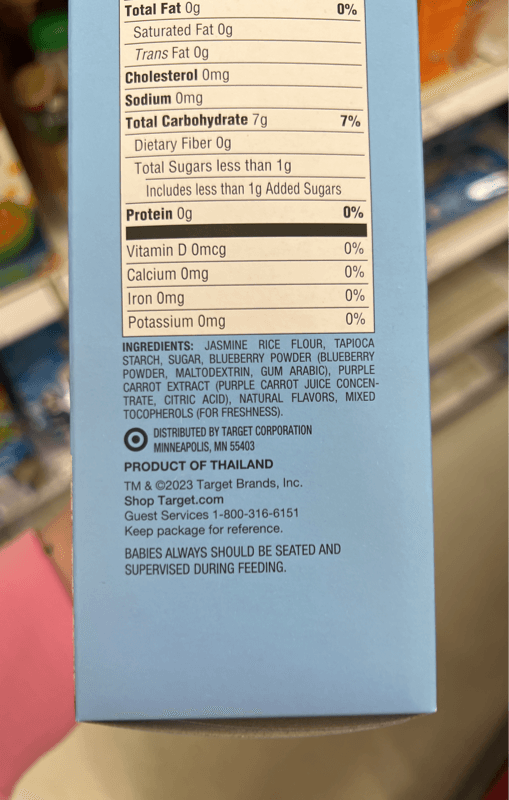 Total Fat 0g 0%
Saturated Fat 0g
Trans Fat 0g
Cholesterol 0mg
Sodium 0mg
Total Carbohydrate 7g 7%
Dietary Fiber 0g
Total Sugars less than 1g
Includes less than 1g Added Sugars
Protein 0g 0%
Vitamin D 0mcg 0%
Calcium 0mg 0%
Iron 0mg 0%
Potassium 0mg 0%
INGREDIENTS: JASMINE RICE FLOUR, TAPIOCA
STARCH, SUGAR, BLUEBERRY POWDER (BLUEBERRY
POWDER, MALTODEXTRIN, GUM ARABIC), PURPLE
CARROT EXTRACT (PURPLE CARROT JUICE CONCEN-
TRATE, CITRIC ACID), NATURAL FLAVORS, MIXED
TOCOPHEROLS (FOR FRESHNESS).
DISTRIBUTED BY TARGET CORPORATION
MINNEAPOLIS, MN 55403
PRODUCT OF THAILAND
TM & ©2023 Target Brands, Inc.
Shop Target.com
Guest Services 1-800-316-6151
Keep package for reference.
BABIES ALWAYS SHOULD BE SEATED AND
SUPERVISED DURING FEEDING.